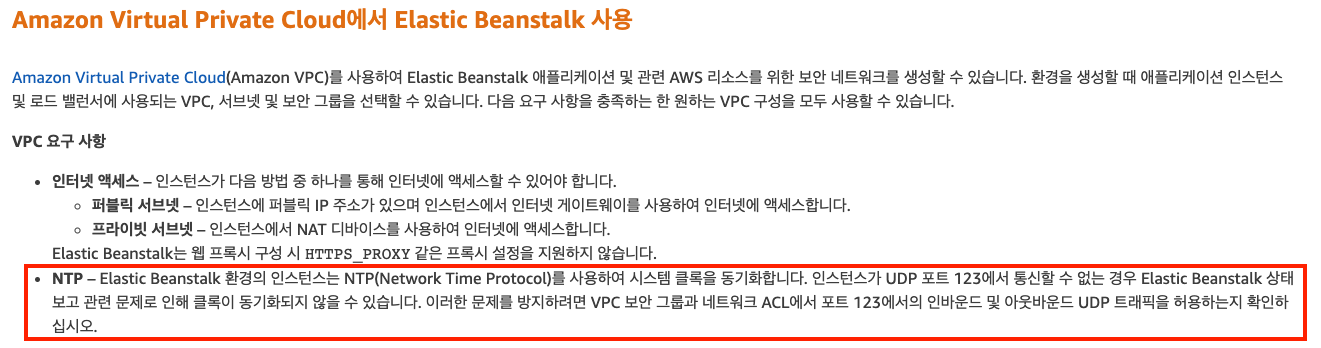 Amazon Virtual Private Cloud에서 Elastic Beanstalk 사용
Amazon Virtual Private Cloud(Amazon VPC)를 사용하여 Elastic Beanstalk 애플리케이션 및 관련 AWS 리소스를 위한 보안 네트워크를 생성할 수 있습니다. 환경을 생성할 때 애플리케이션 인스턴스
및 로드 밸런서에 사용되는 VPC, 서브넷 및 보안 그룹을 선택할 수 있습니다. 다음 요구 사항을 충족하는 한 원하는 VPC 구성을 모두 사용할 수 있습니다.
VPC 요구 사항
• 인터넷 액세스 – 인스턴스가 다음 방법 중 하나를 통해 인터넷에 액세스할 수 있어야 합니다.
◦ 퍼블릭 서브넷 – 인스턴스에 퍼블릭 IP 주소가 있으며 인스턴스에서 인터넷 게이트웨이를 사용하여 인터넷에 액세스합니다.
◦ 프라이빗 서브넷 – 인스턴스에서 NAT 디바이스를 사용하여 인터넷에 액세스합니다.
Elastic Beanstalk는 웹 프록시 구성 시 HTTPS_PROXY 같은 프록시 설정을 지원하지 않습니다.
• NTP – Elastic Beanstalk 환경의 인스턴스는 NTP(Network Time Protocol)를 사용하여 시스템 클록을 동기화합니다. 인스턴스가 UDP 포트 123에서 통신할 수 없는 경우 Elastic Beanstalk 상태
보고 관련 문제로 인해 클록이 동기화되지 않을 수 있습니다. 이러한 문제를 방지하려면 VPC 보안 그룹과 네트워크 ACL에서 포트 123에서의 인바운드 및 아웃바운드 UDP 트래픽을 허용하는지 확인하
십시오.